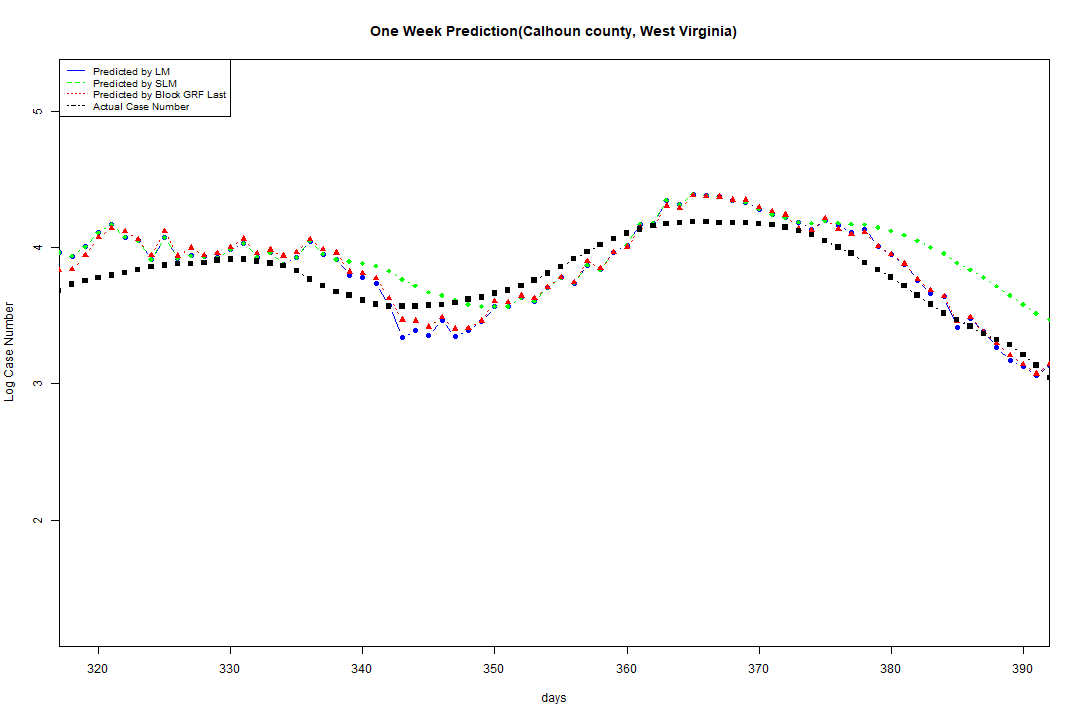 One Week Prediction(Calhoun county, West Virginia)
Predicted by LM
Predicted by SLM
Predicted by Block GRF Last
Actual Case Number
5
4
3
2
Log Case Number
320 330 340 350 360 370 380 390
days